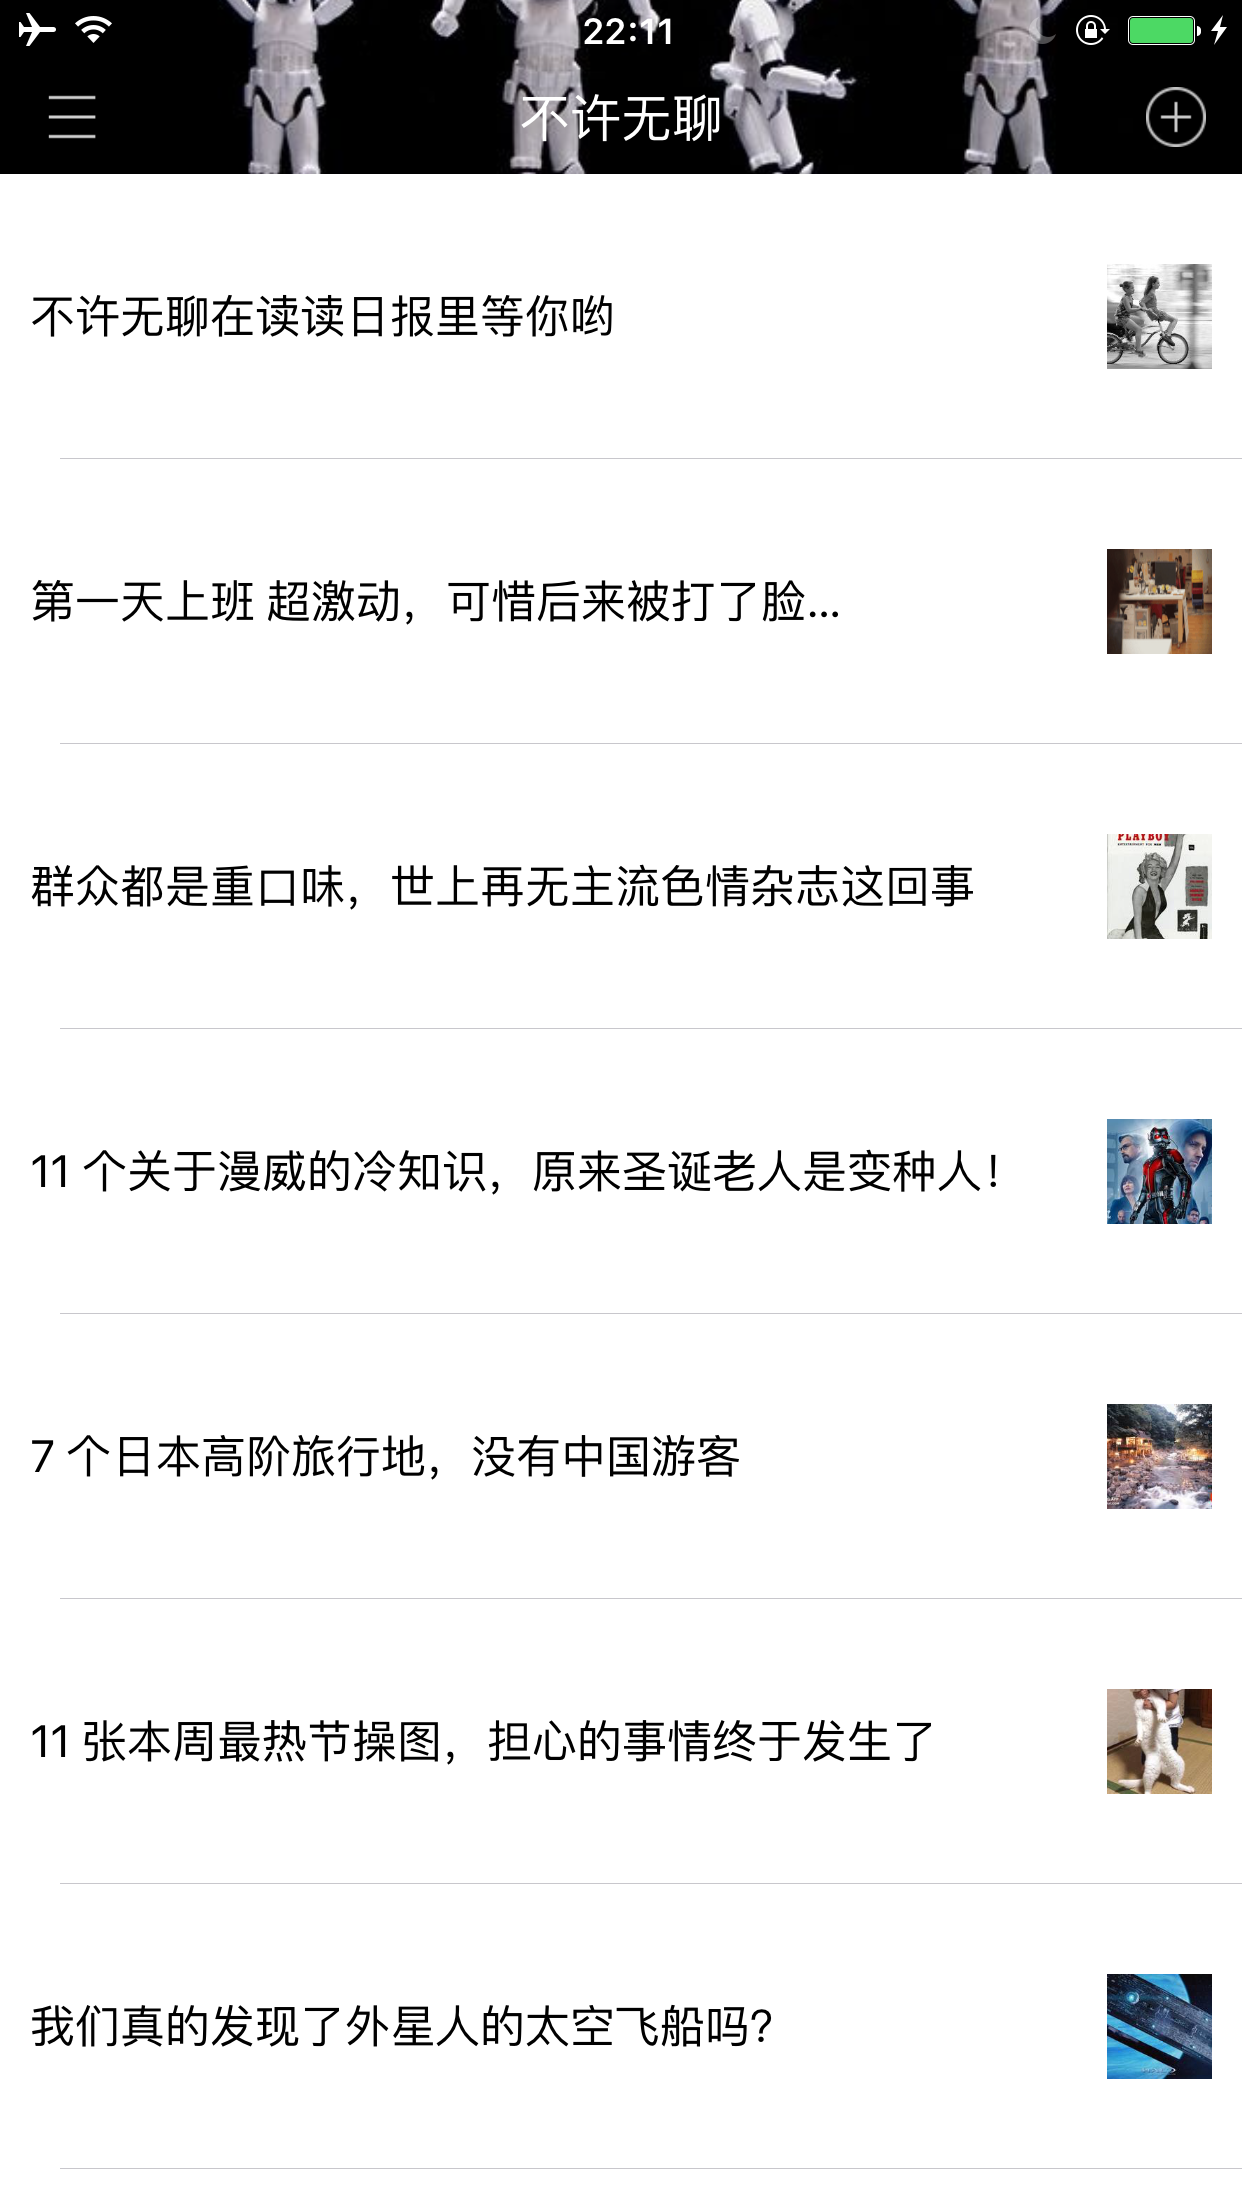 22:11
不许无聊
不许无聊在读读日报里等你哟
第一天上班 超激动，可惜后来被打了脸...
群众都是重口味，世上再无主流色情杂志这回事
PLAYBOY
ENTERTAINMENT FOR MEN
11 个关于漫威的冷知识，原来圣诞老人是变种人！
7 个日本高阶旅行地，没有中国游客
11 张本周最热节操图，担心的事情终于发生了
我们真的发现了外星人的太空飞船吗？